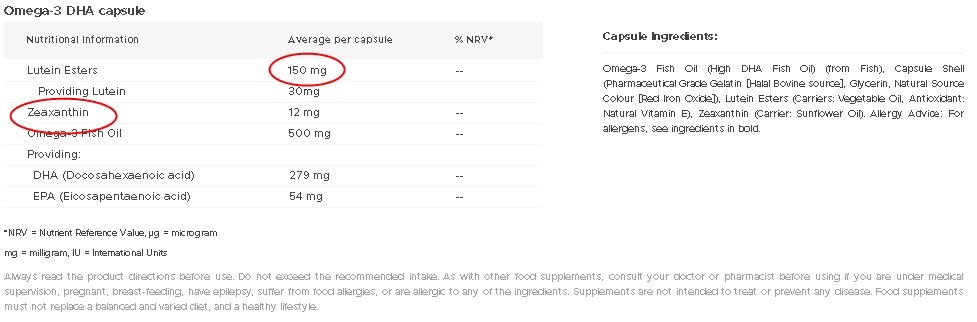 Omega-3 DHA capsule
Nutritional Information Average per capsule % NRV*
Lutein Esters 150 mg --
Providing Lutein 30mg --
Zeaxanthin 12 mg --
Omega-3 Fish Oil 500 mg --
Providing:
DHA (Docosahexaenoic acid) 279 mg --
EPA (Eicosapentaenoic acid) 54 mg --
*NRV = Nutrient Reference Value, µg = microgram
mg = milligram, IU = International Units
Capsule Ingredients:
Omega-3 Fish Oil (High DHA Fish Oil) (from Fish), Capsule Shell
(Pharmaceutical Grade Gelatin [Halal Bovine source], Glycerin, Natural Source
Colour [Red Iron Oxide]), Lutein Esters (Carriers: Vegetable Oil, Antioxidant:
Natural Vitamin E), Zeaxanthin (Carrier: Sunflower Oil). Allergy Advice: For
allergens, see ingredients in bold.
Always read the product directions before use. Do not exceed the recommended intake. As with other food supplements, consult your doctor or pharmacist before using if you are under medical
supervision, pregnant, breast-feeding, have epilepsy, suffer from food allergies, or are allergic to any of the ingredients. Supplements are not intended to treat or prevent any disease. Food supplements
must not replace a balanced and varied diet, and a healthy lifestyle.